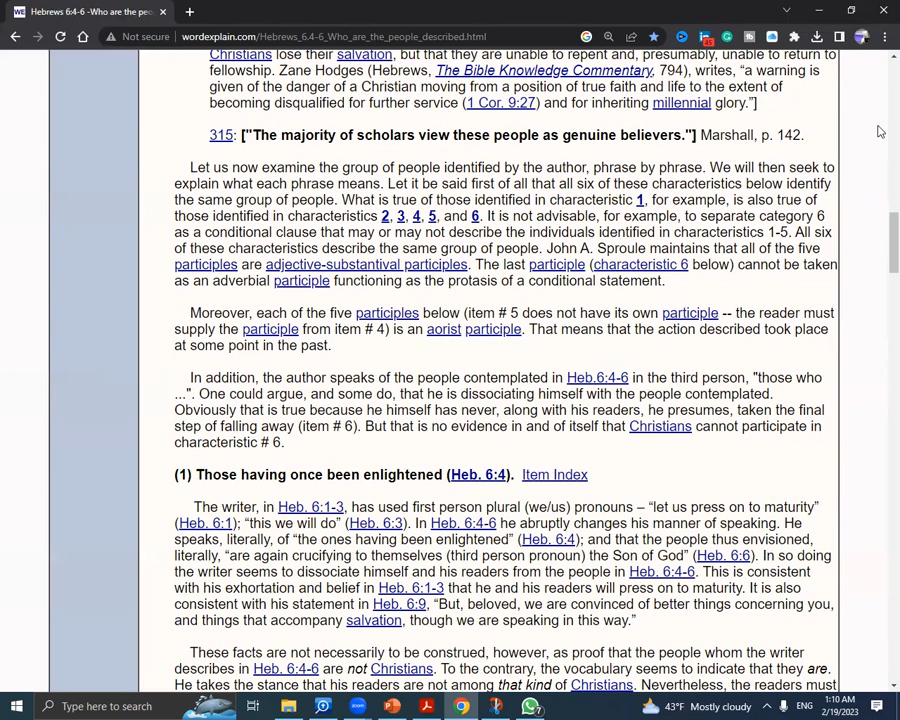 Hebrews 6:4-6 -Who are the peo
Not secure
wordexplain.com/Hebrews_6.4-6_Who_are_the_people_described.html
45
Christians lose their salvation, but that they are unable to repent and, presumably, unable to return to
fellowship. Zane Hodges (Hebrews, The Bible Knowledge Commentary, 794), writes, “a warning is
given of the danger of a Christian moving from a position of true faith and life to the extent of
becoming disqualified for further service (1 Cor. 9:27) and for inheriting millennial glory.”]
315: ["The majority of scholars view these people as genuine believers."] Marshall, p. 142.
Let us now examine the group of people identified by the author, phrase by phrase. We will then seek to
explain what each phrase means. Let it be said first of all that all six of these characteristics below identify
the same group of people. What is true of those identified in characteristic 1, for example, is also true of
those identified in characteristics 2, 3, 4, 5, and 6. It is not advisable, for example, to separate category 6
as a conditional clause that may or may not describe the individuals identified in characteristics 1-5. All six
of these characteristics describe the same group of people. John A. Sproule maintains that all of the five
participles are adjective-substantival participles. The last participle (characteristic 6 below) cannot be taken
as an adverbial participle functioning as the protasis of a conditional statement.
Moreover, each of the five participles below (item # 5 does not have its own participle -- the reader must
supply the participle from item # 4) is an aorist participle. That means that the action described took place
at some point in the past.
In addition, the author speaks of the people contemplated in Heb.6:4-6 in the third person, "those who
...". One could argue, and some do, that he is dissociating himself with the people contemplated.
Obviously that is true because he himself has never, along with his readers, he presumes, taken the final
step of falling away (item # 6). But that is no evidence in and of itself that Christians cannot participate in
characteristic # 6.
(1) Those having once been enlightened (Heb. 6:4). Item Index
The writer, in Heb. 6:1-3, has used first person plural (we/us) pronouns – “let us press on to maturity”
(Heb. 6:1); “this we will do” (Heb. 6:3). In Heb. 6:4-6 he abruptly changes his manner of speaking. He
speaks, literally, of “the ones having been enlightened” (Heb. 6:4); and that the people thus envisioned,
literally, “are again crucifying to themselves (third person pronoun) the Son of God” (Heb. 6:6). In so doing
the writer seems to dissociate himself and his readers from the people in Heb. 6:4-6. This is consistent
with his exhortation and belief in Heb. 6:1-3 that he and his readers will press on to maturity. It is also
consistent with his statement in Heb. 6:9, “But, beloved, we are convinced of better things concerning you,
and things that accompany salvation, though we are speaking in this way.”
These facts are not necessarily to be construed, however, as proof that the people whom the writer
describes in Heb. 6:4-6 are not Christians. To the contrary, the vocabulary seems to indicate that they are.
He takes the stance that his readers are not among that kind of Christians. Nevertheless, the readers must
Type here to search
43°F Mostly cloudy
ENG
1:10 AM
2/19/2023